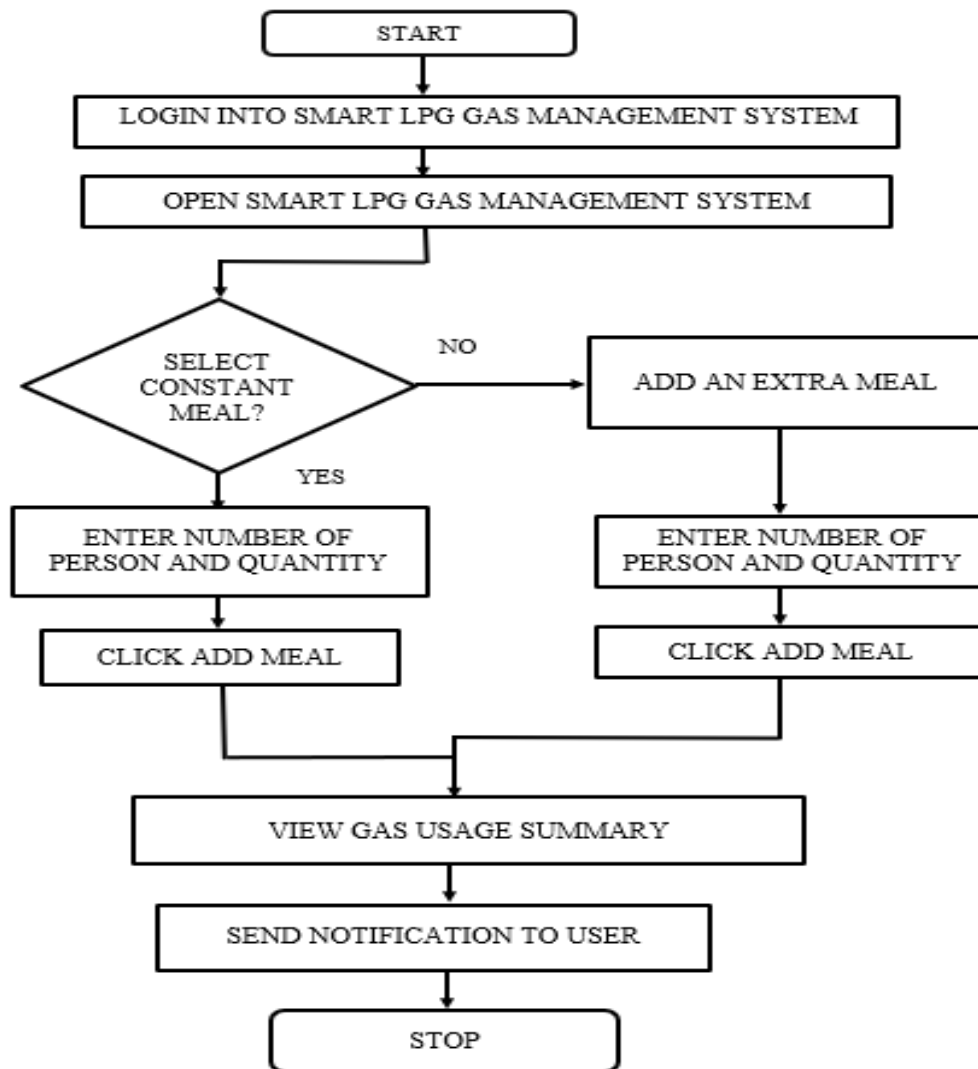 START
LOGIN INTO SMART LPG GAS MANAGEMENT SYSTEM
OPEN SMART LPG GAS MANAGEMENT SYSTEM
SELECT
CONSTANT
MEAL?
NO
ADD AN EXTRA MEAL
YES
ENTER NUMBER OF
PERSON AND QUANTITY
CLICK ADD MEAL
ENTER NUMBER OF
PERSON AND QUANTITY
CLICK ADD MEAL
VIEW GAS USAGE SUMMARY
SEND NOTIFICATION TO USER
STOP